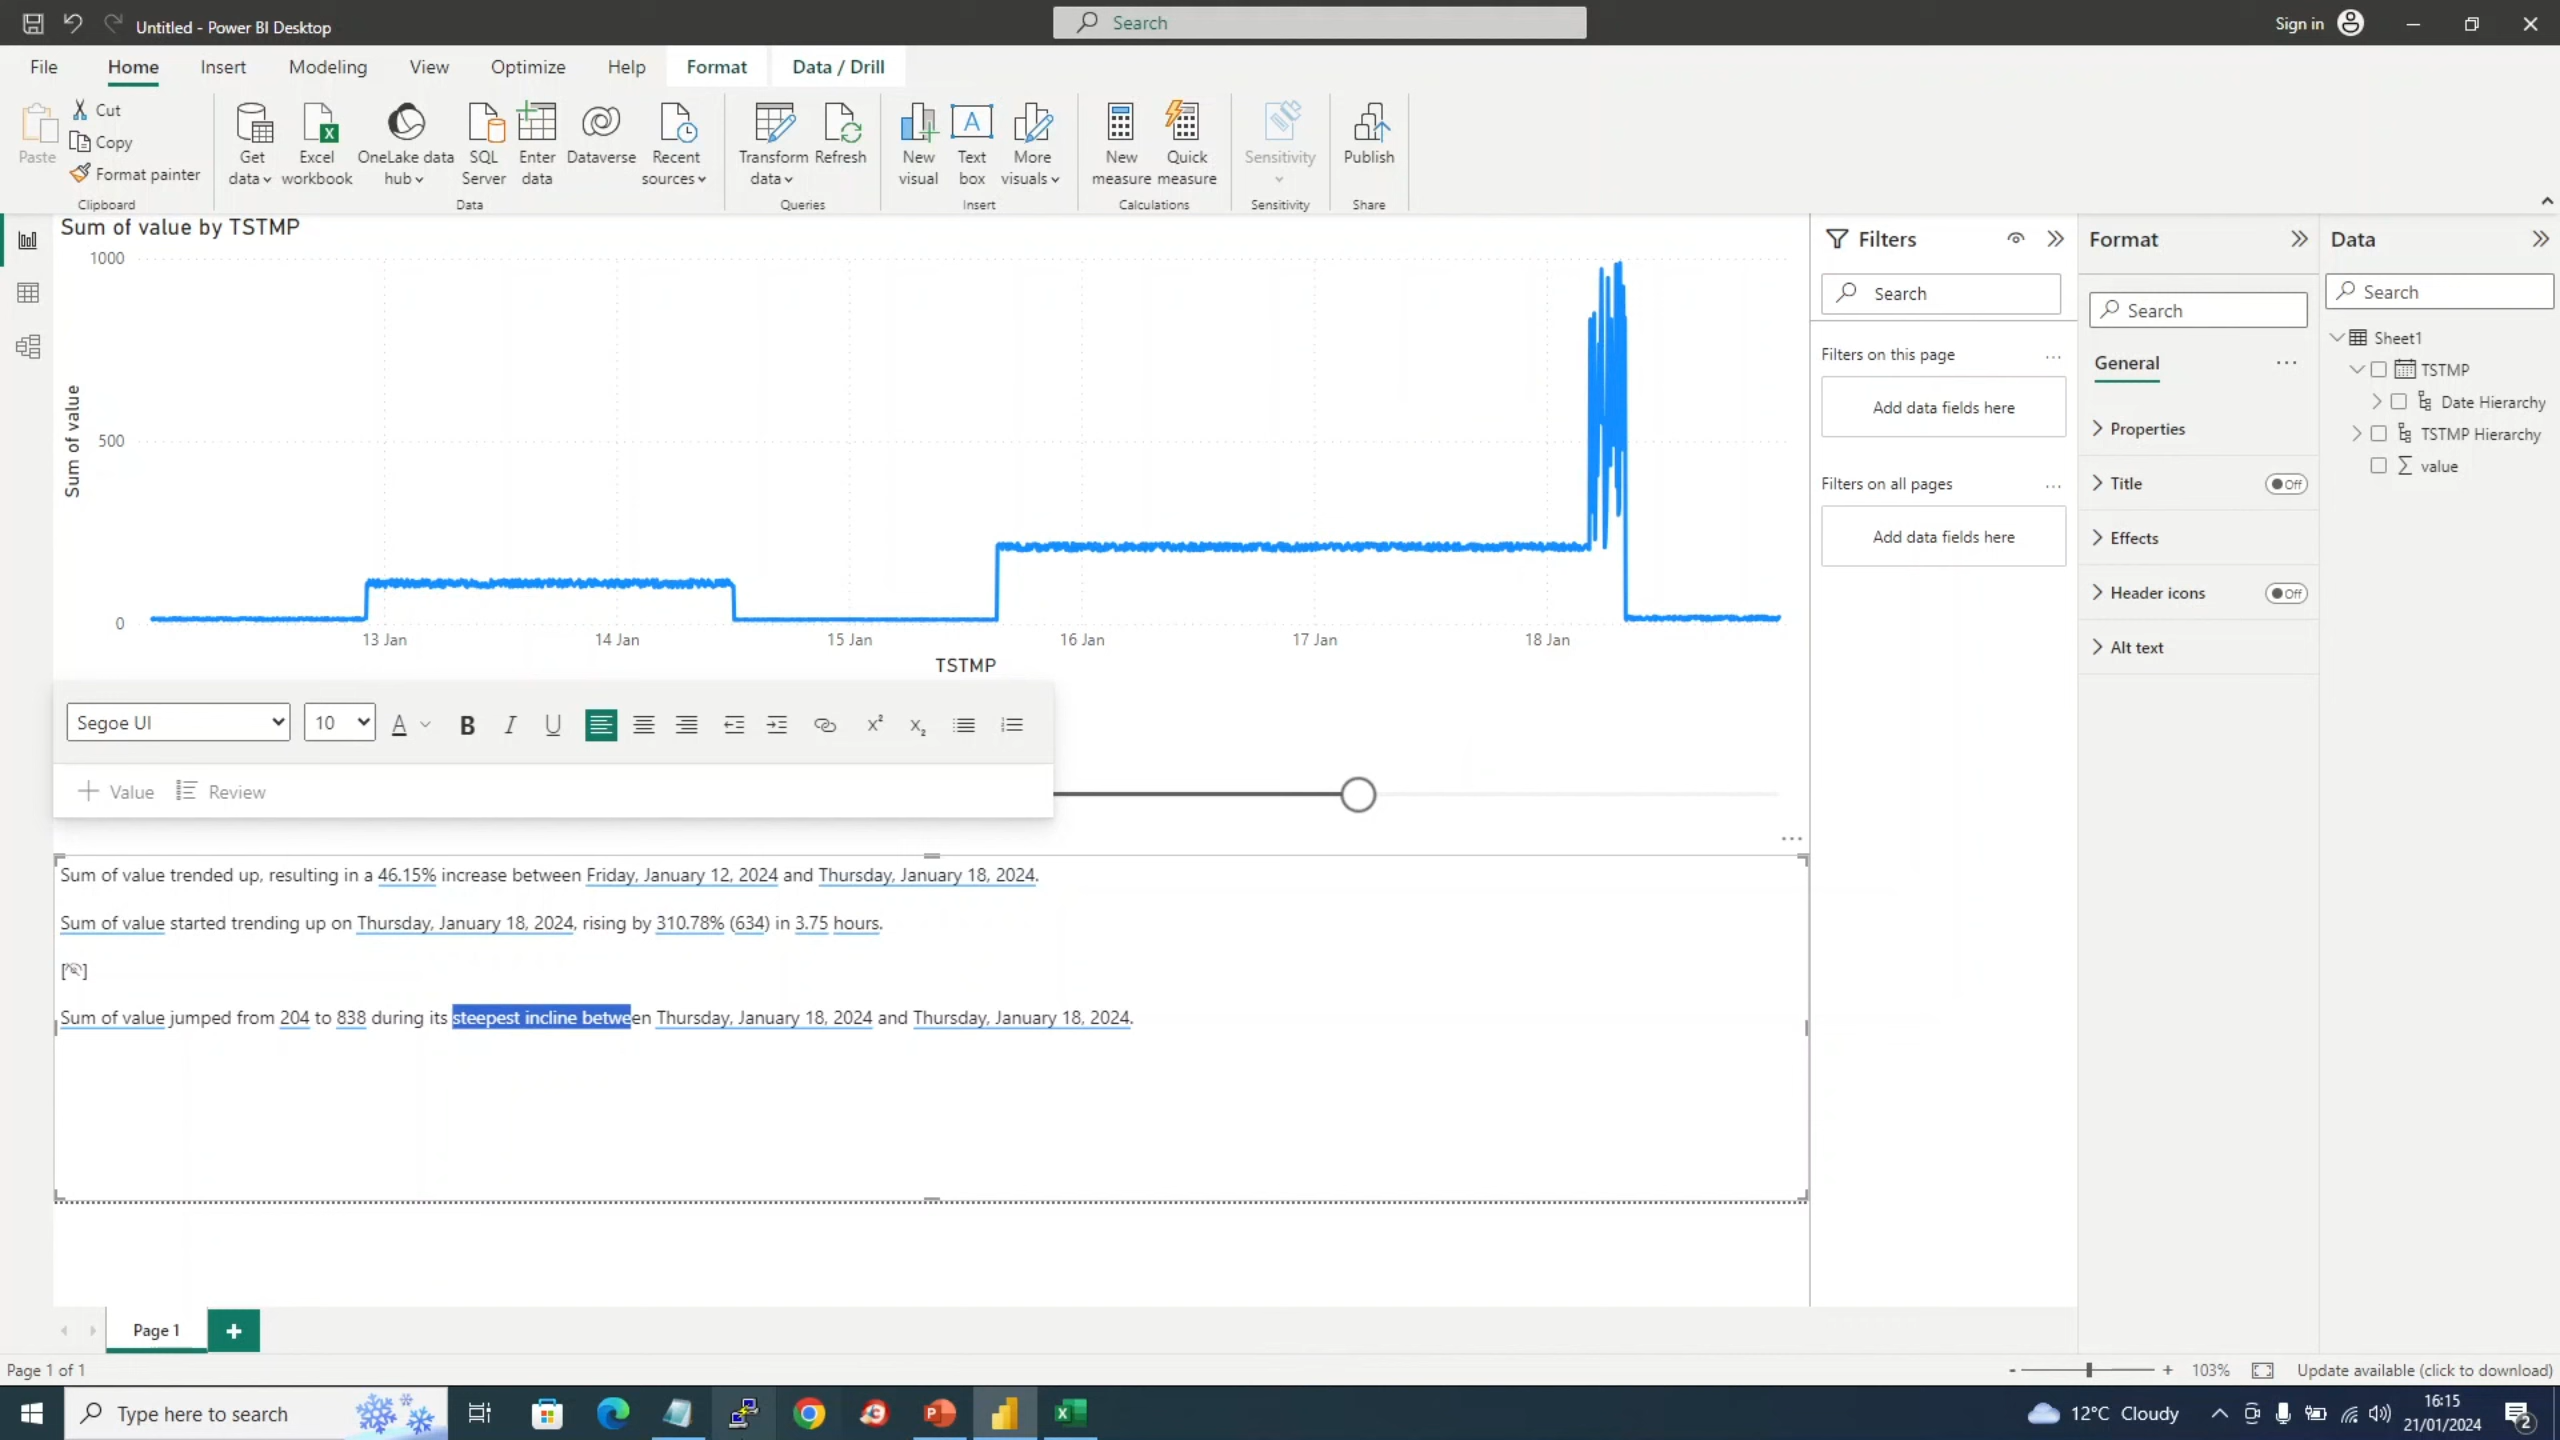 Untitled - Power BI Desktop
Search
Sign in
File Home Insert Modeling View Optimize Help Format Data / Drill
Paste
Cut
Copy
Format painter
Clipboard
Get data
Excel workbook
OneLake data hub
SQL Server
Enter data
Dataverse
Recent sources
Data
Transform data
Refresh
Queries
New visual
Text box
More visuals
Insert
New measure
Quick measure
Calculations
Sensitivity
Sensitivity
Publish
Share
Sum of value by TSTMP
1000
500
0
Sum of value
13 Jan 14 Jan 15 Jan 16 Jan 17 Jan 18 Jan
TSTMP
Segoe UI 10 A B I U x² x₂
+ Value Review
Sum of value trended up, resulting in a 46.15% increase between Friday, January 12, 2024 and Thursday, January 18, 2024.
Sum of value started trending up on Thursday, January 18, 2024, rising by 310.78% (634) in 3.75 hours.
Sum of value jumped from 204 to 838 during its steepest incline between Thursday, January 18, 2024 and Thursday, January 18, 2024.
Filters
Search
Filters on this page
Add data fields here
Filters on all pages
Add data fields here
Format
Search
General
Properties
Title Off
Effects
Header icons Off
Alt text
Data
Search
Sheet1
TSTMP
Date Hierarchy
TSTMP Hierarchy
value
Page 1
Page 1 of 1
- + 103%
Update available (click to download)
Type here to search
12°C Cloudy
16:15
21/01/2024
2